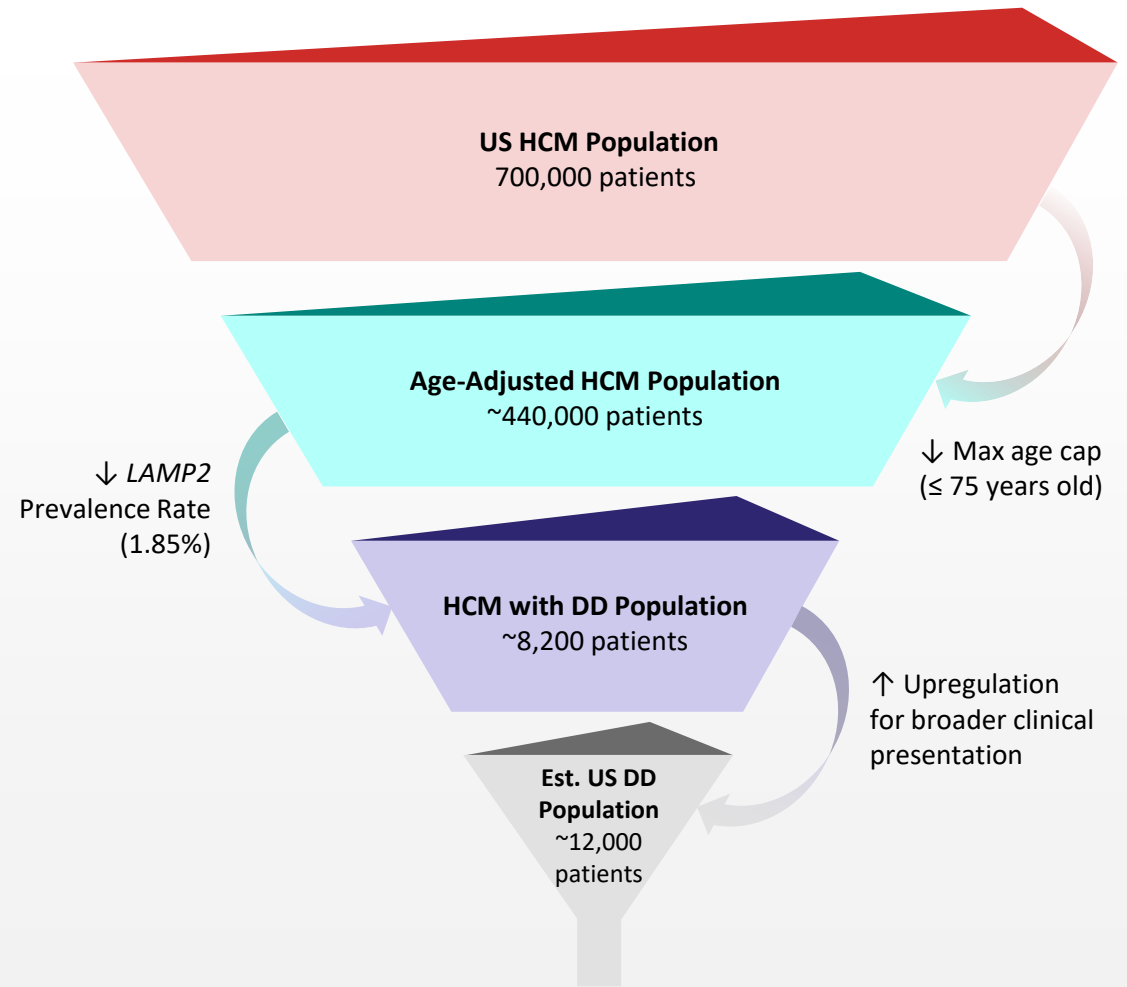 US HCM Population
700,000 patients
Age-Adjusted HCM Population
~440,000 patients
↓ Max age cap
(≤ 75 years old)
↓ LAMP2
Prevalence Rate
(1.85%)
HCM with DD Population
~8,200 patients
↑ Upregulation
for broader clinical
presentation
Est. US DD
Population
~12,000
patients